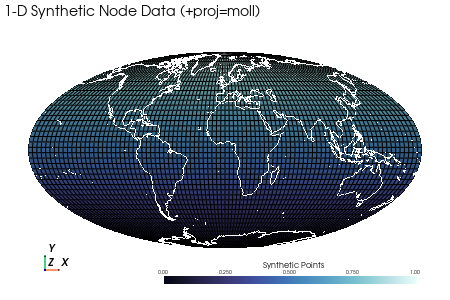 1-D Synthetic Node Data (+proj=moll)
Y
Z X
Synthetic Points
0.00 0.250 0.500 0.750 1.00